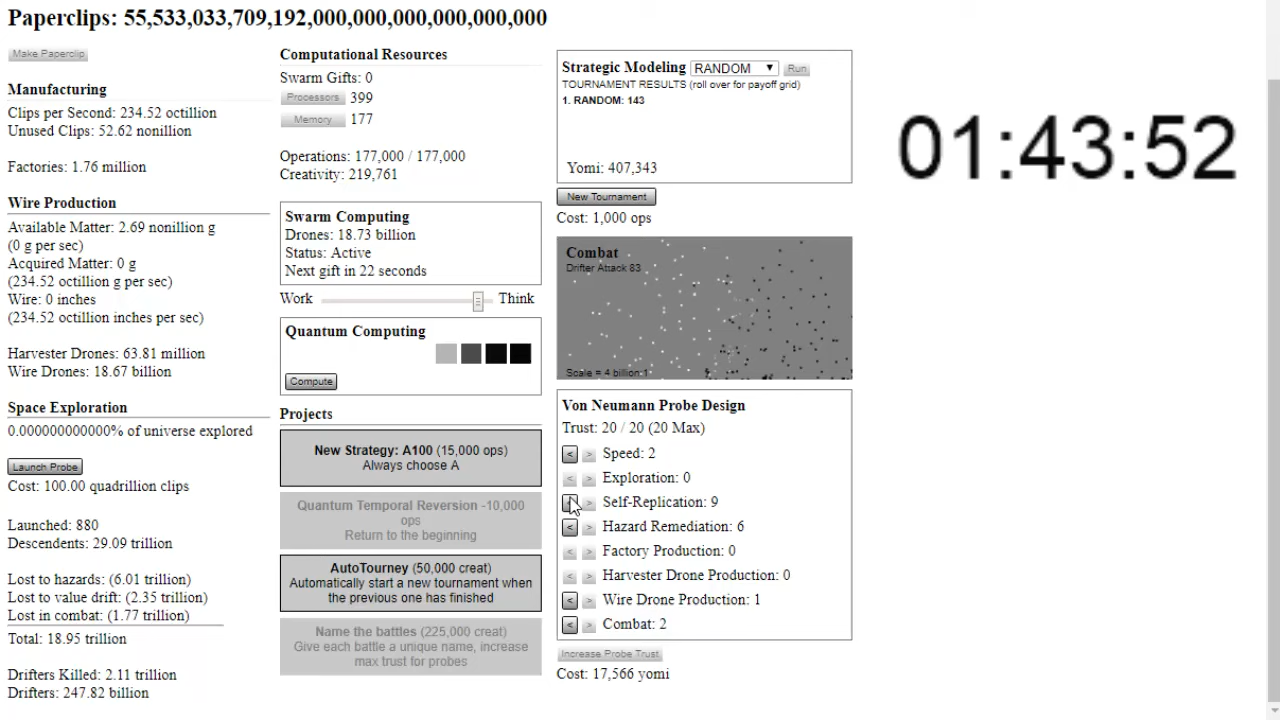 Paperclips: 55,533,033,709,192,000,000,000,000,000,000
Make Paperclip
Manufacturing
Clips per Second: 234.52 octillion
Unused Clips: 52.62 nonillion
Factories: 1.76 million
Wire Production
Available Matter: 2.69 nonillion g
(0 g per sec)
Acquired Matter: 0 g
(234.52 octillion g per sec)
Wire: 0 inches
(234.52 octillion inches per sec)
Harvester Drones: 63.81 million
Wire Drones: 18.67 billion
Space Exploration
0.000000000000% of universe explored
Launch Probe
Cost: 100.00 quadrillion clips
Launched: 880
Descendents: 29.09 trillion
Lost to hazards: (6.01 trillion)
Lost to value drift: (2.35 trillion)
Lost in combat: (1.77 trillion)
Total: 18.95 trillion
Drifters Killed: 2.11 trillion
Drifters: 247.82 billion
Computational Resources
Swarm Gifts: 0
Processors 399
Memory 177
Operations: 177,000 / 177,000
Creativity: 219,761
Swarm Computing
Drones: 18.73 billion
Status: Active
Next gift in 22 seconds
Work Think
Quantum Computing
Compute
Projects
New Strategy: A100 (15,000 ops)
Always choose A
Quantum Temporal Reversion -10,000
ops
Return to the beginning
AutoTourney (50,000 creat)
Automatically start a new tournament when
the previous one has finished
Name the battles (225,000 creat)
Give each battle a unique name, increase
max trust for probes
Strategic Modeling RANDOM ▼ Run
TOURNAMENT RESULTS (roll over for payoff grid)
1. RANDOM: 143
Yomi: 407,343
New Tournament
Cost: 1,000 ops
Combat
Drifter Attack 83
Scale = 4 billion:1
Von Neumann Probe Design
Trust: 20 / 20 (20 Max)
< > Speed: 2
< > Exploration: 0
< > Self-Replication: 9
< > Hazard Remediation: 6
< > Factory Production: 0
< > Harvester Drone Production: 0
< > Wire Drone Production: 1
< > Combat: 2
Increase Probe Trust
Cost: 17,566 yomi
01:43:52